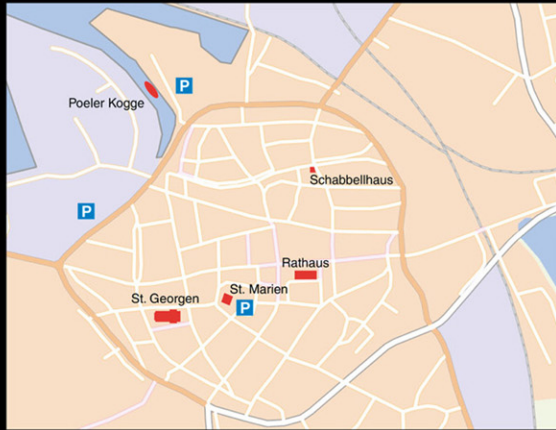 P
Poeler Kogge
Schabbellhaus
P
Rathaus
St. Georgen
St. Marien
P